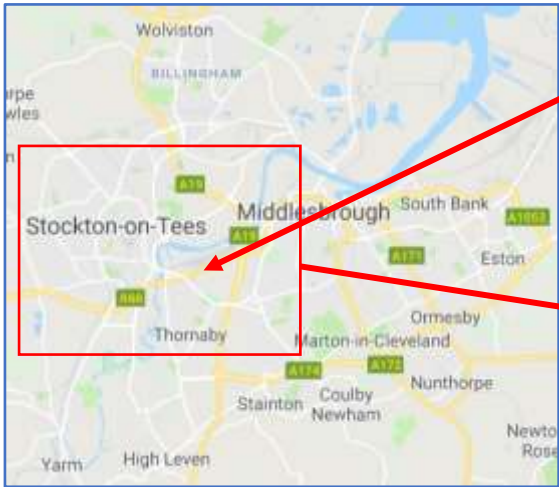 Wolviston
BILLINGHAM
rpe
wles
n
A19
Stockton-on-Tees
Middlesbrough
South Bank
A19
A171
Eston
A66
Ormesby
Thornaby
Marton-in-Cleveland
A174
A172
Nunthorpe
Stainton
Coulby
Newham
Newto
Rose
Yarm
High Leven